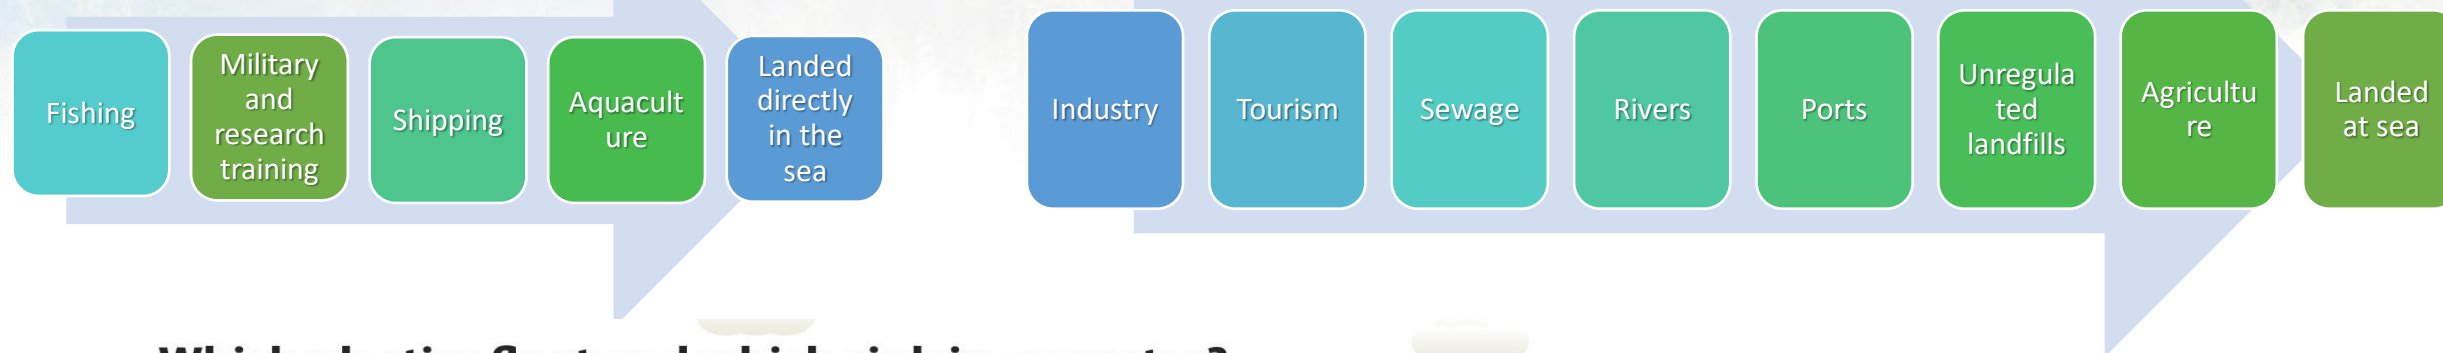 Fishing
Military
and
research
training
Shipping
Aquacult
ure
Landed
directly
in the
sea
Industry
Tourism
Sewage
Rivers
Ports
Unregula
ted
landfills
Agricultu
re
Landed
at sea